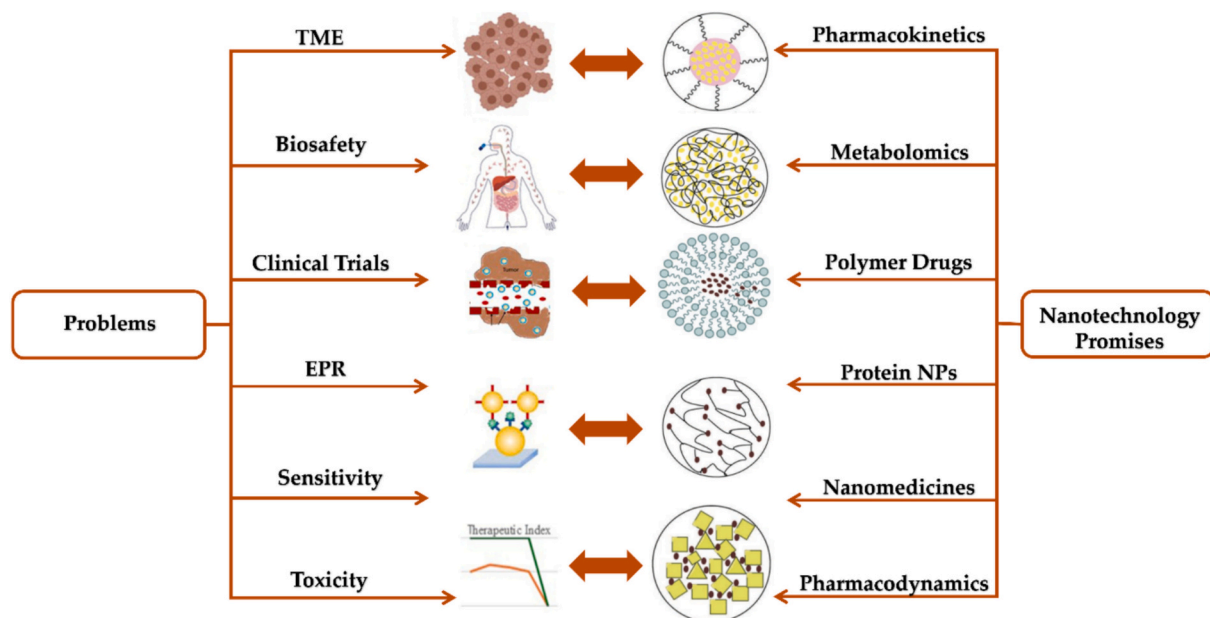 TME
Pharmacokinetics
Biosafety
Metabolomics
Clinical Trials
Tumor
Polymer Drugs
Problems
Nanotechnology
Promises
EPR
Protein NPs
Sensitivity
Nanomedicines
Therapeutic Index
Toxicity
Pharmacodynamics